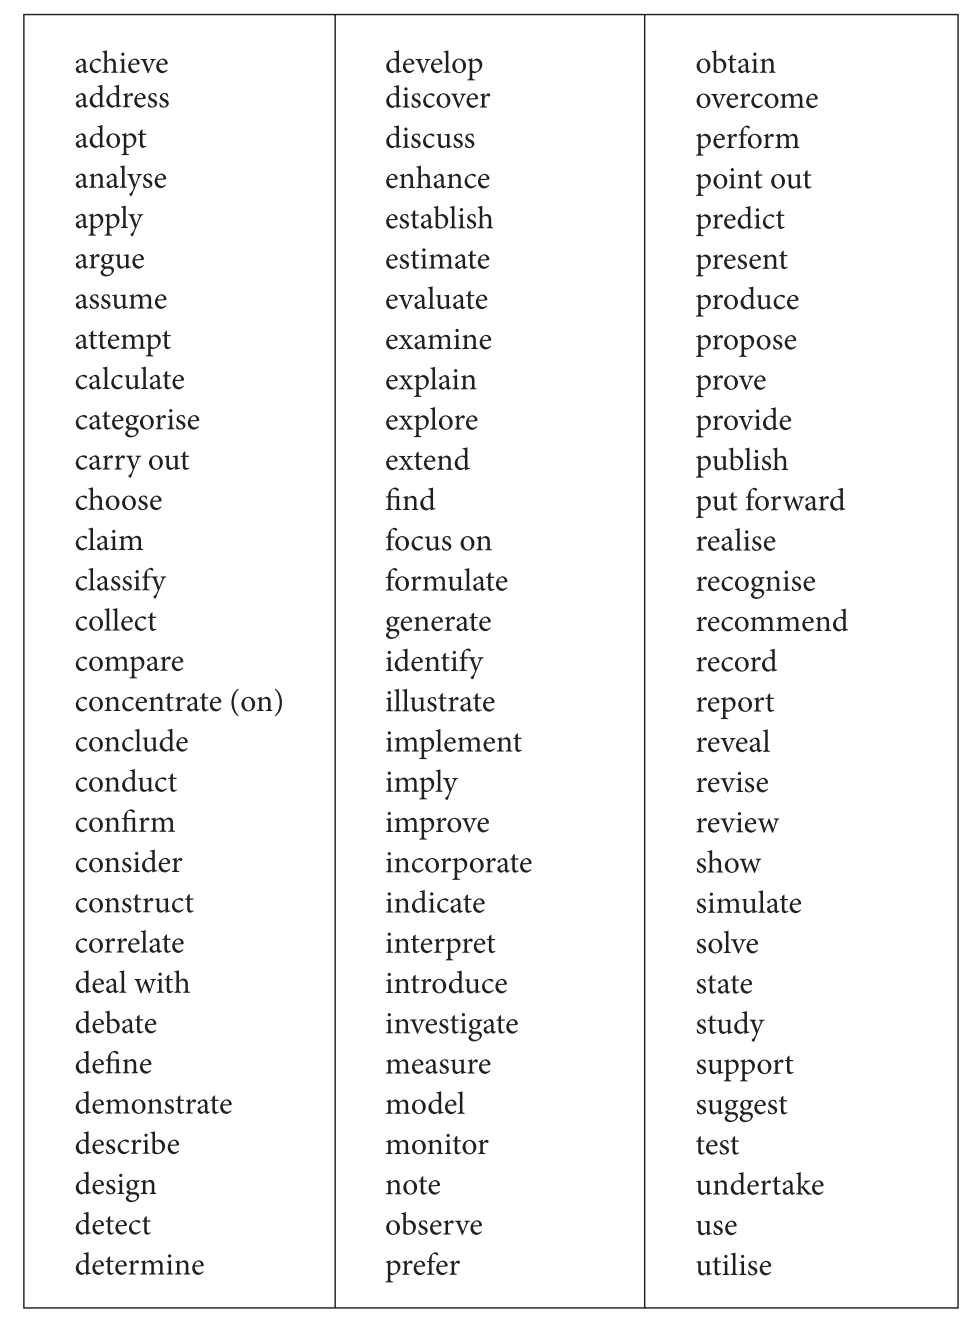 achieve
address
adopt
analyse
apply
argue
assume
attempt
calculate
categorise
carry out
choose
claim
classify
collect
compare
concentrate (on)
conclude
conduct
confirm
consider
construct
correlate
deal with
debate
define
demonstrate
describe
design
detect
determine
develop
discover
discuss
enhance
establish
estimate
evaluate
examine
explain
explore
extend
find
focus on
formulate
generate
identify
illustrate
implement
imply
improve
incorporate
indicate
interpret
introduce
investigate
measure
model
monitor
note
observe
prefer
obtain
overcome
perform
point out
predict
present
produce
propose
prove
provide
publish
put forward
realise
recognise
recommend
record
report
reveal
revise
review
show
simulate
solve
state
study
support
suggest
test
undertake
use
utilise